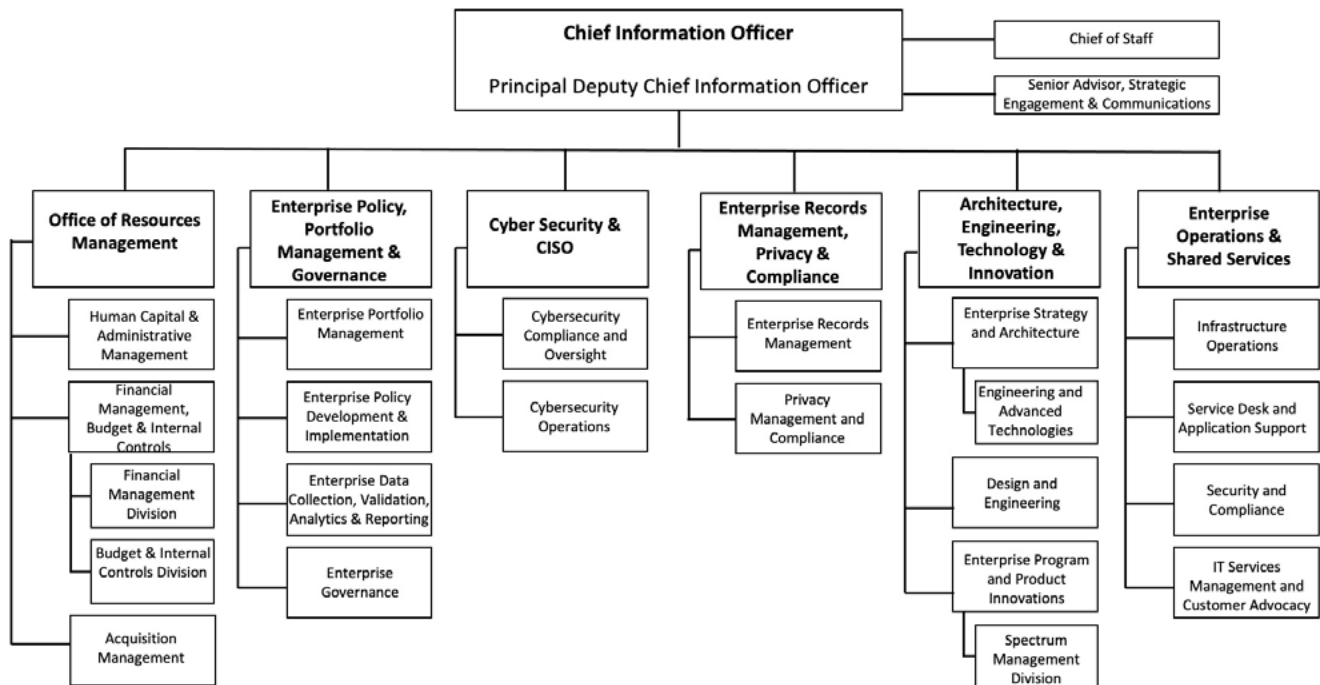 Chief Information Officer
Principal Deputy Chief Information Officer
Chief of Staff
Senior Advisor, Strategic
Engagement & Communications
Office of Resources
Management
Human Capital &
Administrative
Management
Financial
Management,
Budget & Internal
Controls
Financial
Management
Division
Budget & Internal
Controls Division
Acquisition
Management
Enterprise Policy,
Portfolio
Management &
Governance
Enterprise Portfolio
Management
Enterprise Policy
Development &
Implementation
Enterprise Data
Collection, Validation,
Analytics & Reporting
Enterprise
Governance
Cyber Security &
CISO
Cybersecurity
Compliance and
Oversight
Cybersecurity
Operations
Enterprise Records
Management,
Privacy &
Compliance
Enterprise Records
Management
Privacy
Management and
Compliance
Architecture,
Engineering,
Technology &
Innovation
Enterprise Strategy
and Architecture
Engineering and
Advanced
Technologies
Design and
Engineering
Enterprise Program
and Product
Innovations
Spectrum
Management
Division
Enterprise
Operations &
Shared Services
Infrastructure
Operations
Service Desk and
Application Support
Security and
Compliance
IT Services
Management and
Customer Advocacy